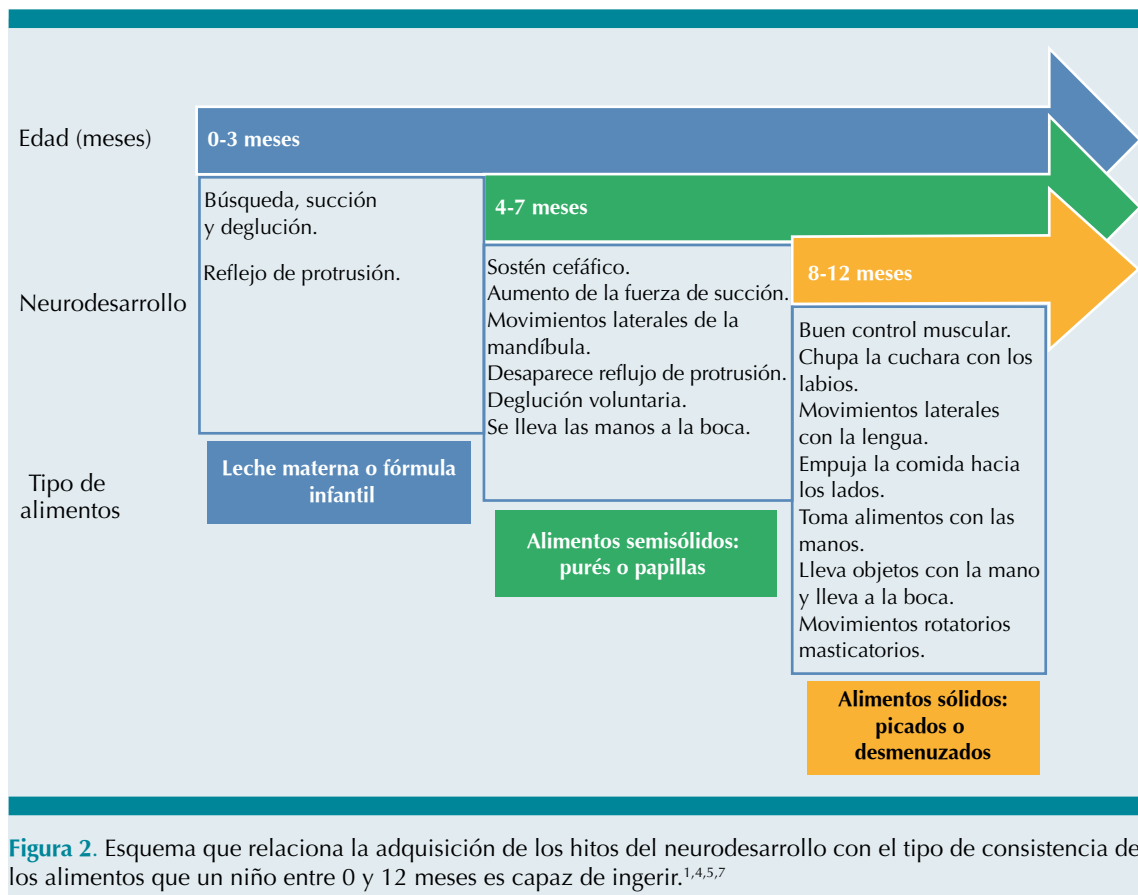 Edad (meses)
0-3 meses
Búsqueda, succión
y deglución.
Reflejo de protrusión.
4-7 meses
Neurodesarrollo
Sostén cefáfico.
Aumento de la fuerza de succión.
Movimientos laterales de la
mandíbula.
Desaparece reflujo de protrusión.
Deglución voluntaria.
Se lleva las manos a la boca.
8-12 meses
Buen control muscular.
Chupa la cuchara con los
labios.
Movimientos laterales
con la lengua.
Empuja la comida hacia
los lados.
Toma alimentos con las
manos.
Lleva objetos con la mano
y lleva a la boca.
Movimientos rotatorios
masticatorios.
Tipo de
alimentos
Leche materna o fórmula
infantil
Alimentos semisólidos:
purés o papillas
Alimentos sólidos:
picados o
desmenuzados
Figura 2. Esquema que relaciona la adquisición de los hitos del neurodesarrollo con el tipo de consistencia de
los alimentos que un niño entre 0 y 12 meses es capaz de ingerir.1,4,5,7